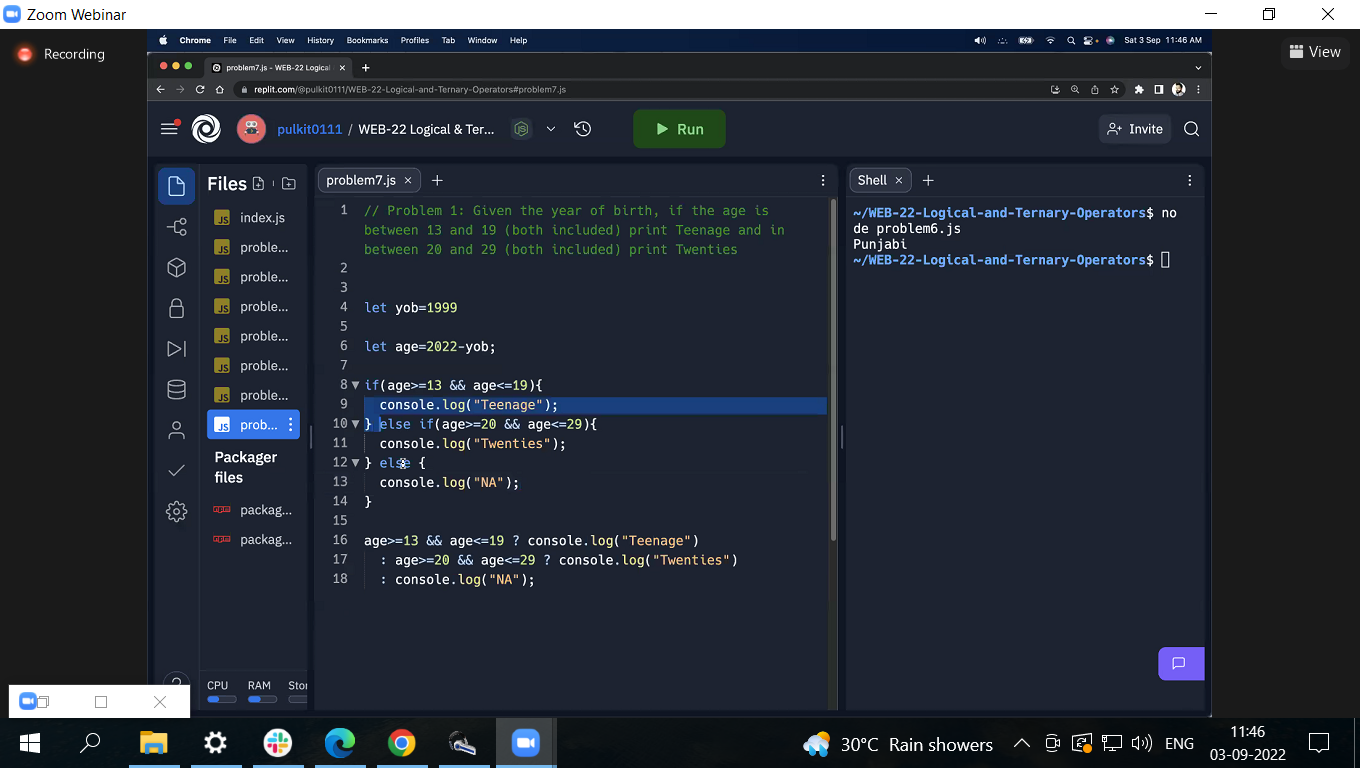 Zoom Webinar
Recording
View
Chrome File Edit View History Bookmarks Profiles Tab Window Help
Sat 3 Sep 11:46 AM
problem7.js - WEB-22 Logical
replit.com/@pulkit0111/WEB-22-Logical-and-Ternary-Operators#problem7.js
pulkit0111 / WEB-22 Logical & Ter...
Run
Invite
Files
index.js
proble...
proble...
proble...
proble...
proble...
proble...
prob...
Packager
files
packag...
packag...
CPU RAM Stor
problem7.js
1 // Problem 1: Given the year of birth, if the age is
between 13 and 19 (both included) print Teenage and in
between 20 and 29 (both included) print Twenties
2
3
4 let yob=1999
5
6 let age=2022-yob;
7
8 if(age>=13 && age<=19){
9 console.log("Teenage");
10 } else if(age>=20 && age<=29){
11 console.log("Twenties");
12 } else {
13 console.log("NA");
14 }
15
16 age>=13 && age<=19 ? console.log("Teenage")
17 : age>=20 && age<=29 ? console.log("Twenties")
18 : console.log("NA");
Shell
~/WEB-22-Logical-and-Ternary-Operators$ no
de problem6.js
Punjabi
~/WEB-22-Logical-and-Ternary-Operators$
30°C Rain showers
ENG
11:46
03-09-2022